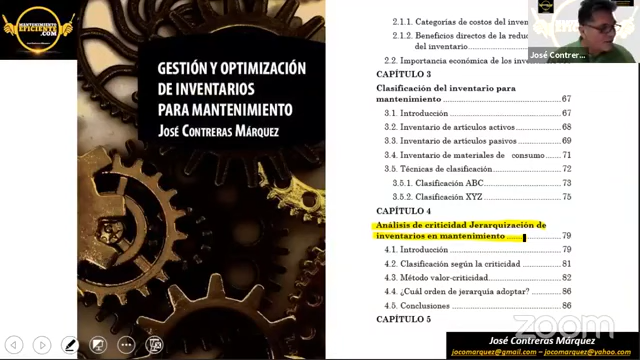 MANTENIMIENTO
EFICIENTE
.COM
GESTIÓN Y OPTIMIZACIÓN
DE INVENTARIOS
PARA MANTENIMIENTO
JOSÉ CONTRERAS MÁRQUEZ
2.1.1. Categorías de costos del inven
2.1.2. Beneficios directos de la reduc
del inventario
2.2. Importancia económica de los inve
CAPÍTULO 3
Clasificación del inventario para
mantenimiento 67
3.1. Introducción 67
3.2. Inventario de artículos activos 68
3.3. Inventario de artículos pasivos 69
3.4. Inventario de materiales de consumo 71
3.5. Técnicas de clasificación 72
3.5.1. Clasificación ABC 73
3.5.2. Clasificación XYZ 75
CAPÍTULO 4
Análisis de criticidad Jerarquización de
inventarios en mantenimiento 79
4.1. Introducción 79
4.2. Clasificación según la criticidad 81
4.3. Método valor-criticidad 82
4.4. ¿Cuál orden de jerarquía adoptar? 86
4.5. Conclusiones 86
CAPÍTULO 5
MANTENIMIENTO
EFICIENTE
.COM
José Contrer
zoom
José Contreras Márquez
jocomarquez@gmail.com – jocomarquez@yahoo.com